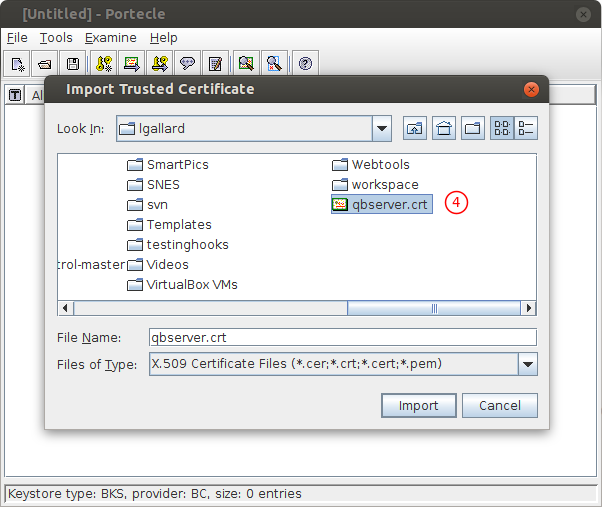 [Untitled] - Portecle
File Tools Examine Help
T Al
Import Trusted Certificate
Look In: lgallard
SmartPics Webtools
SNES workspace
svn qbserver.crt 4
Templates
testinghooks
trol-master Videos
VirtualBox VMs
File Name: qbserver.crt
Files of Type: X.509 Certificate Files (*.cer;*.crt;*.cert;*.pem)
Import Cancel
Keystore type: BKS, provider: BC, size: 0 entries